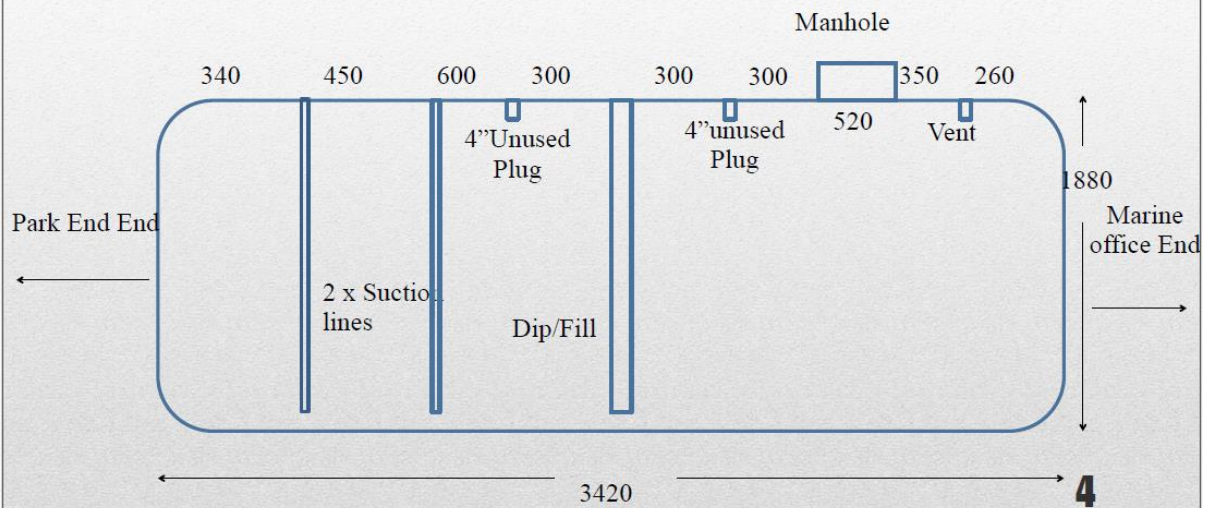 Manhole
340 450 600 300 300 300 350 260
520
4”Unused
Plug
4”unused
Plug
Vent
1880
Park End End
Marine
office End
2 x Suction
lines
Dip/Fill
3420
4